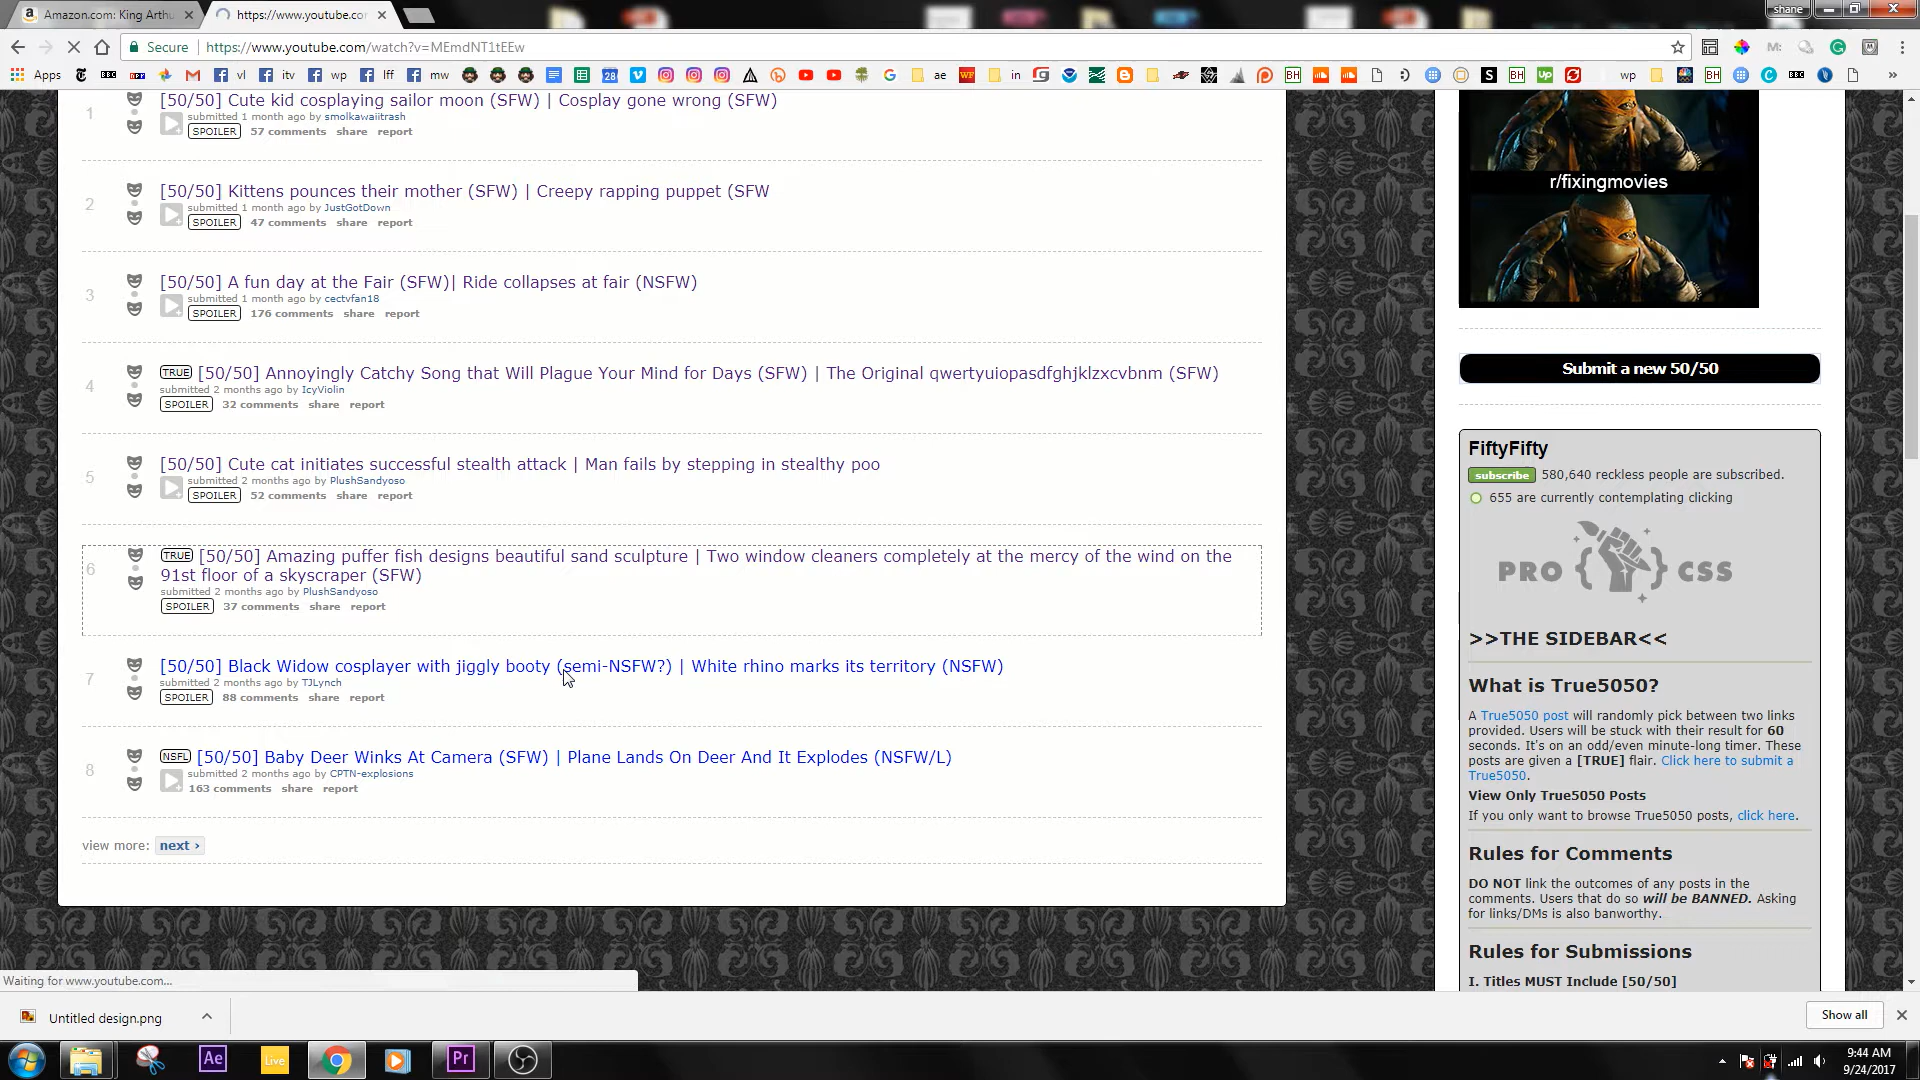 Amazon.com: King Arthu
https://www.youtube.co
shane
Secure
https://www.youtube.com/watch?v=MEmdNT1tEEw
Apps
vl
itv
wp
lff
mw
28
ae
in
wp
1
[50/50] Cute kid cosplaying sailor moon (SFW) | Cosplay gone wrong (SFW)
submitted 1 month ago by smolkawaiitrash
SPOILER 57 comments share report
2
[50/50] Kittens pounces their mother (SFW) | Creepy rapping puppet (SFW
submitted 1 month ago by JustGotDown
SPOILER 47 comments share report
3
[50/50] A fun day at the Fair (SFW)| Ride collapses at fair (NSFW)
submitted 1 month ago by cectvfan18
SPOILER 176 comments share report
4
TRUE [50/50] Annoyingly Catchy Song that Will Plague Your Mind for Days (SFW) | The Original qwertyuiopasdfghjklzxcvbnm (SFW)
submitted 2 months ago by IcyViolin
SPOILER 32 comments share report
5
[50/50] Cute cat initiates successful stealth attack | Man fails by stepping in stealthy poo
submitted 2 months ago by PlushSandyoso
SPOILER 52 comments share report
6
TRUE [50/50] Amazing puffer fish designs beautiful sand sculpture | Two window cleaners completely at the mercy of the wind on the
91st floor of a skyscraper (SFW)
submitted 2 months ago by PlushSandyoso
SPOILER 37 comments share report
7
[50/50] Black Widow cosplayer with jiggly booty (semi-NSFW?) | White rhino marks its territory (NSFW)
submitted 2 months ago by TJLynch
SPOILER 88 comments share report
8
NSFL [50/50] Baby Deer Winks At Camera (SFW) | Plane Lands On Deer And It Explodes (NSFW/L)
submitted 2 months ago by CPTN-explosions
163 comments share report
view more: next ›
r/fixingmovies
Submit a new 50/50
FiftyFifty
subscribe 580,640 reckless people are subscribed.
655 are currently contemplating clicking
PRO { } CSS
>>THE SIDEBAR<<
What is True5050?
A True5050 post will randomly pick between two links
provided. Users will be stuck with their result for 60
seconds. It's on an odd/even minute-long timer. These
posts are given a [TRUE] flair. Click here to submit a
True5050.
View Only True5050 Posts
If you only want to browse True5050 posts, click here.
Rules for Comments
DO NOT link the outcomes of any posts in the
comments. Users that do so will be BANNED. Asking
for links/DMs is also banworthy.
Rules for Submissions
I. Titles MUST Include [50/50]
Waiting for www.youtube.com...
Untitled design.png
Show all
Ae
Live
Pr
9:44 AM
9/24/2017